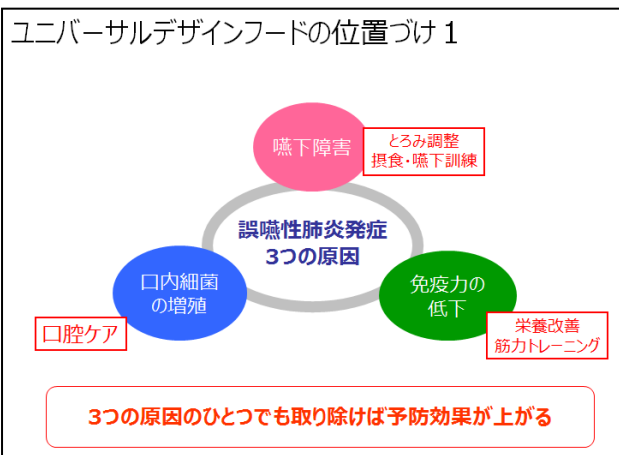 ユニバーサルデザインフードの位置づけ 1
嚥下障害
とろみ調整
摂食・嚥下訓練
誤嚥性肺炎発症
3つの原因
口内細菌
の増殖
口腔ケア
免疫力の
低下
栄養改善
筋力トレーニング
3つの原因のひとつでも取り除けば予防効果が上がる